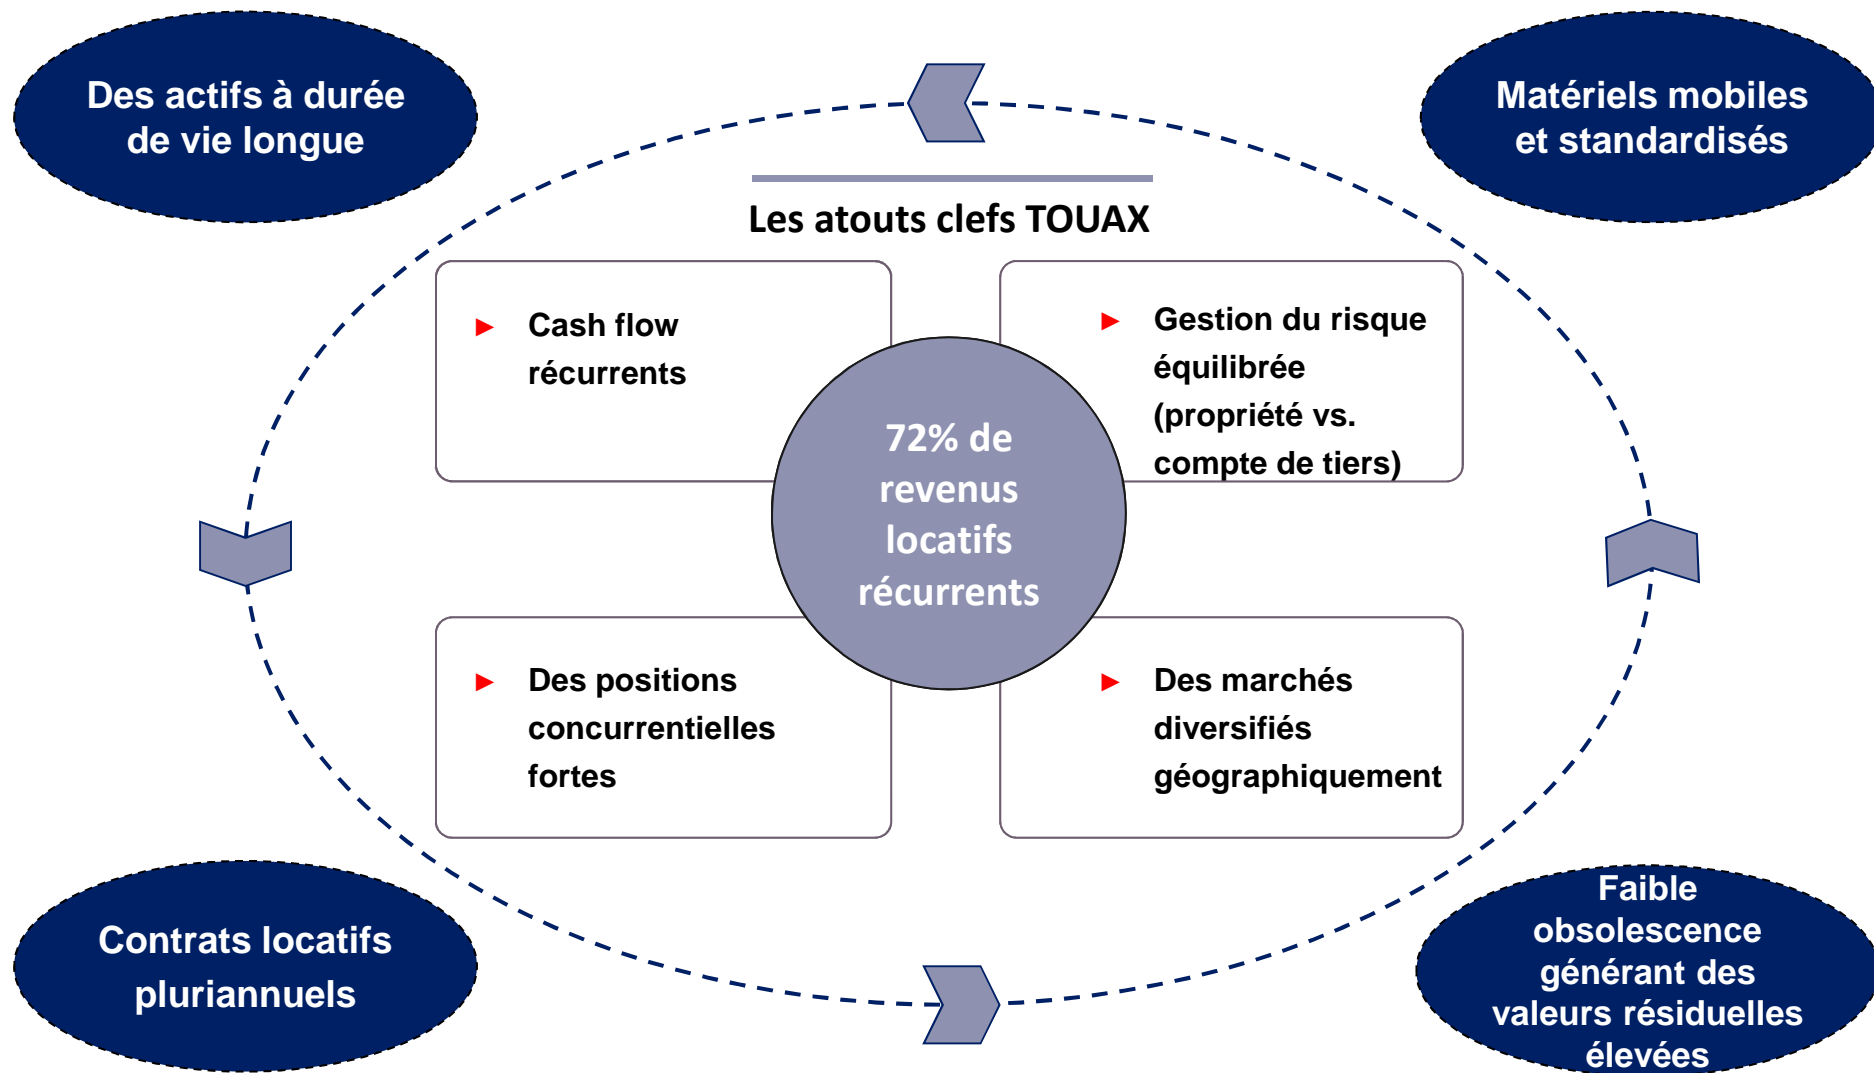 Des actifs à durée
de vie longue
Matériels mobiles
et standardisés
Les atouts clefs TOUAX
► Cash flow
récurrents
► Gestion du risque
équilibrée
(propriété vs.
compte de tiers)
72% de
revenus
locatifs
récurrents
► Des positions
concurrentielles
fortes
► Des marchés
diversifiés
géographiquement
Contrats locatifs
pluriannuels
Faible
obsolescence
générant des
valeurs résiduelles
élevées